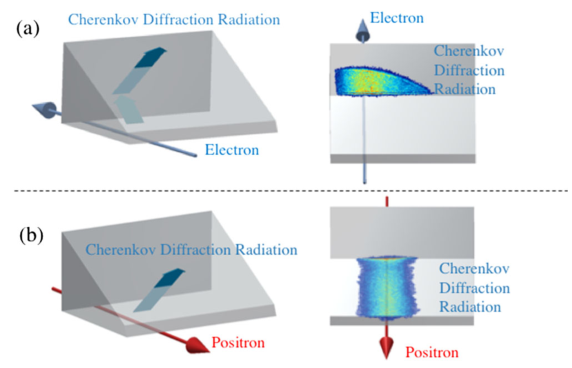 (a)
Cherenkov Diffraction Radiation
Electron
Electron
Cherenkov
Diffraction
Radiation
(b)
Cherenkov Diffraction Radiation
Positron
Cherenkov
Diffraction
Radiation
Positron